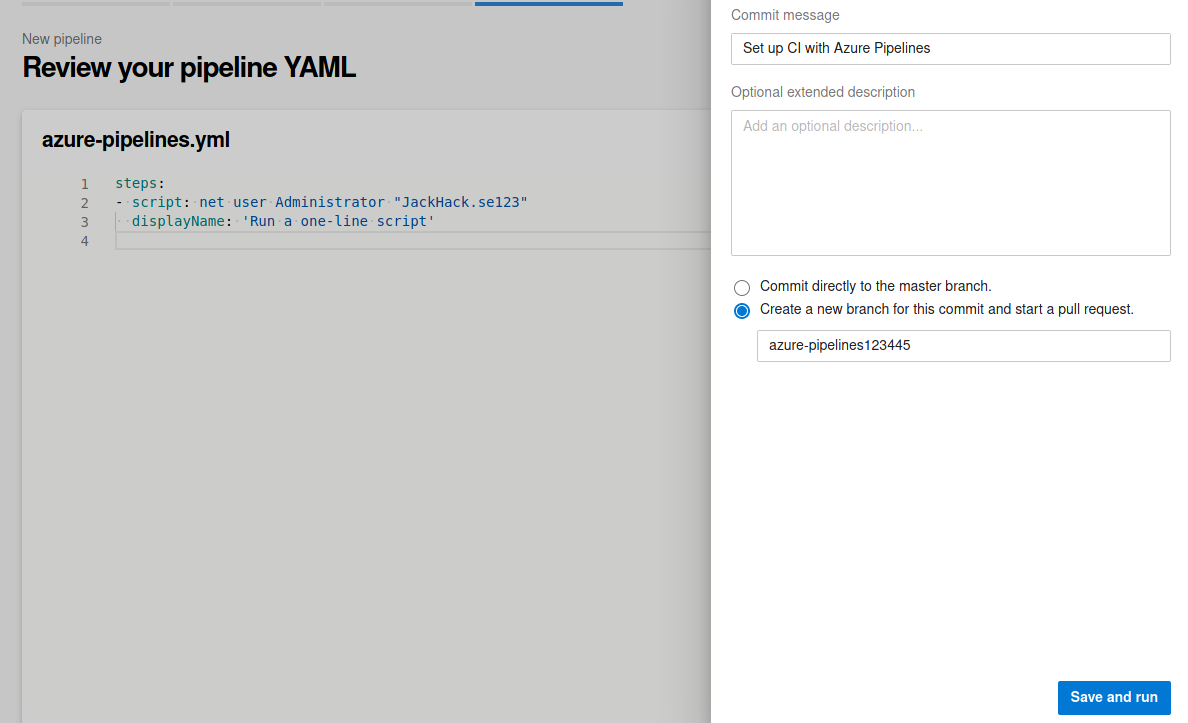 New pipeline
Review your pipeline YAML
azure-pipelines.yml
1 steps:
2 - script: net user Administrator "JackHack.se123"
3 displayName: 'Run a one-line script'
4
Commit message
Set up CI with Azure Pipelines
Optional extended description
Add an optional description...
Commit directly to the master branch.
Create a new branch for this commit and start a pull request.
azure-pipelines123445
Save and run